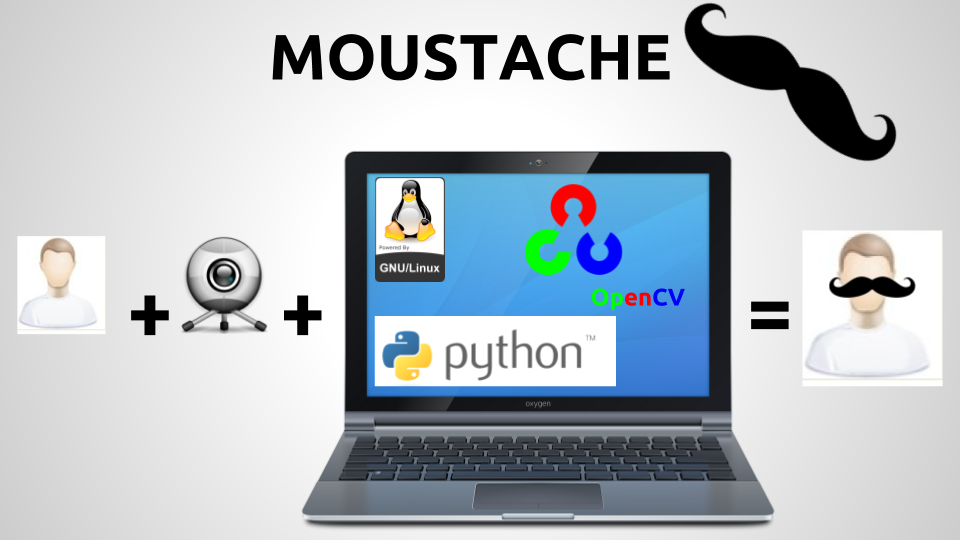 MOUSTACHE
Powered By
GNU/Linux
OpenCV
python™
oxygen
+
+
=